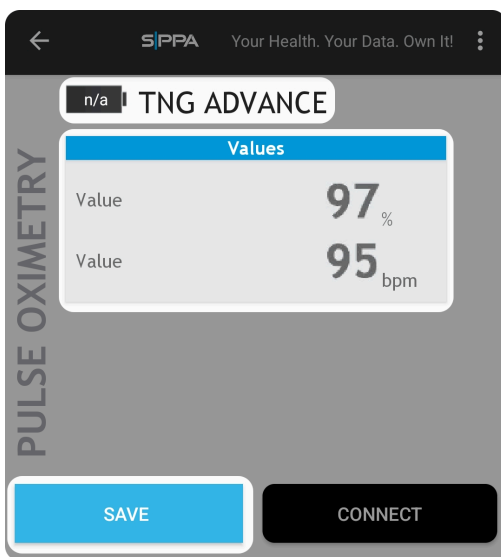 S|PPA Your Health. Your Data. Own It!
n/a TNG ADVANCE
PULSE OXIMETRY
Values
Value 97 %
Value 95 bpm
SAVE CONNECT